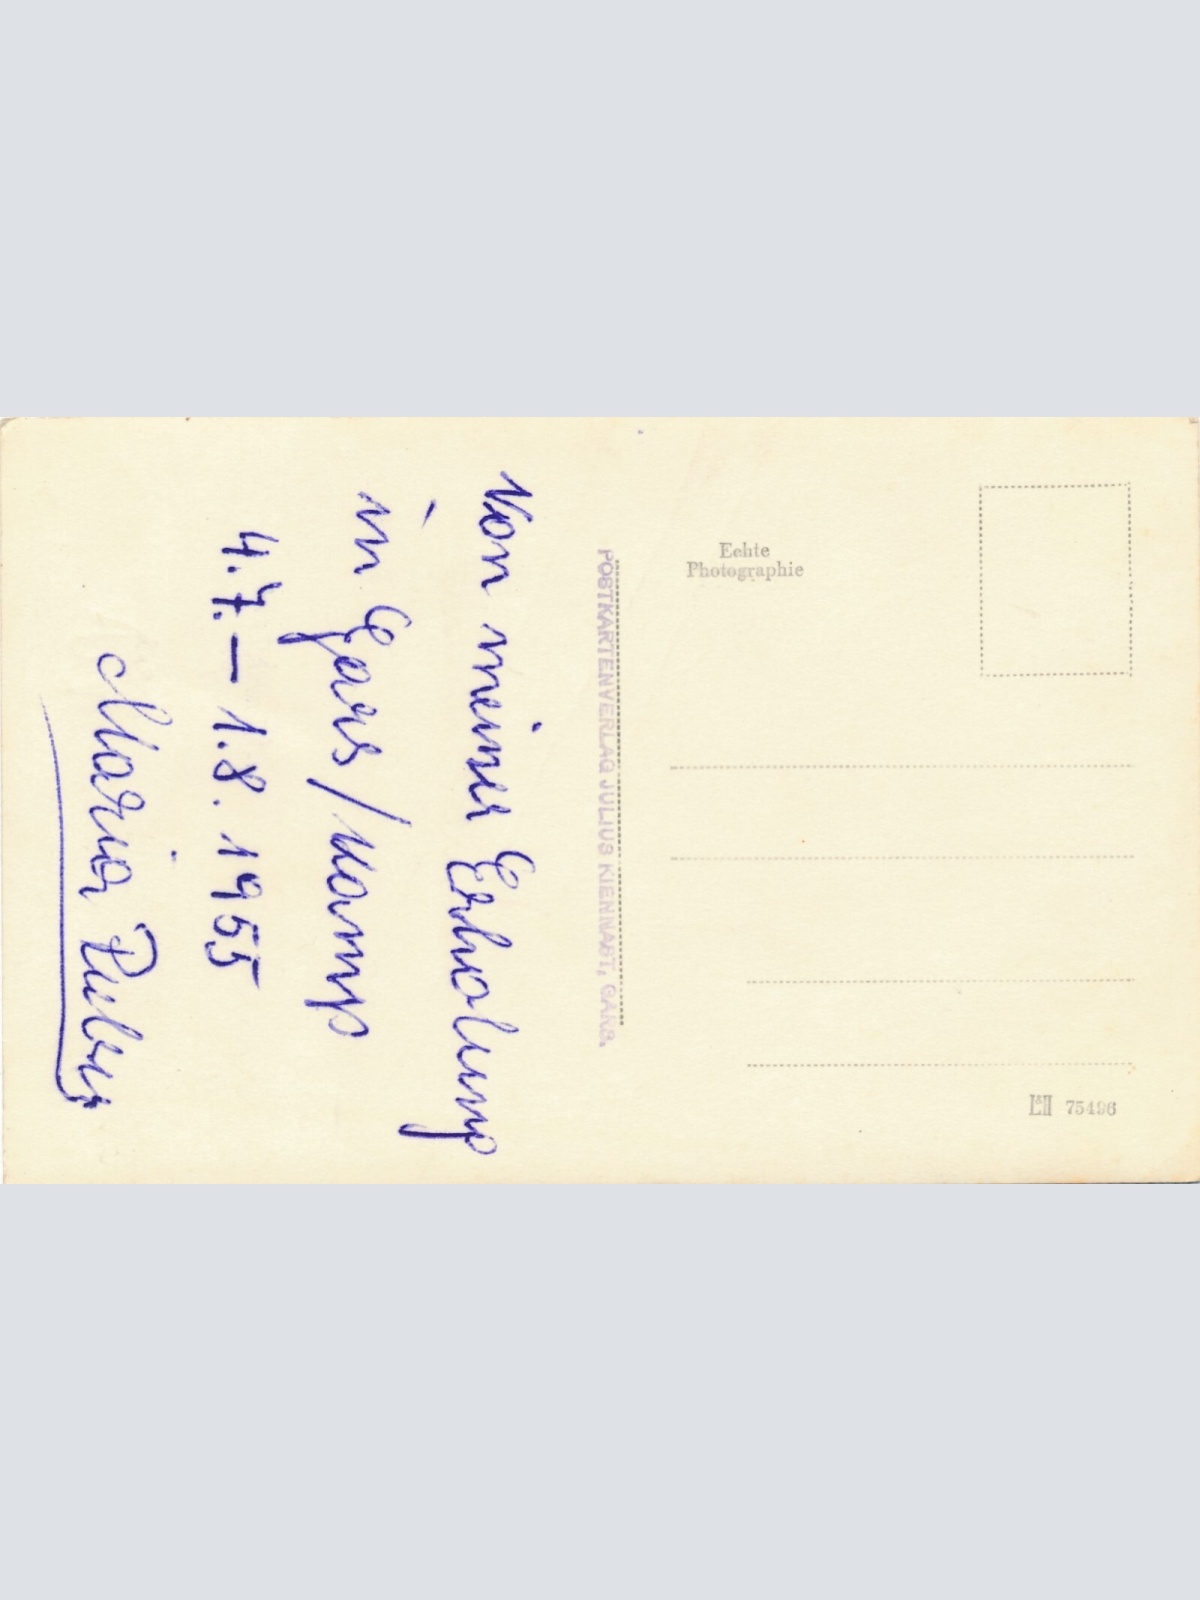 Von meiner Erholung
in Gars/Kamp
4.7.— 1.8. 1955
Maria
POSTKARTENVERLAG JULIUS KIENNAST, GARS.
Echte
Photographie
75496